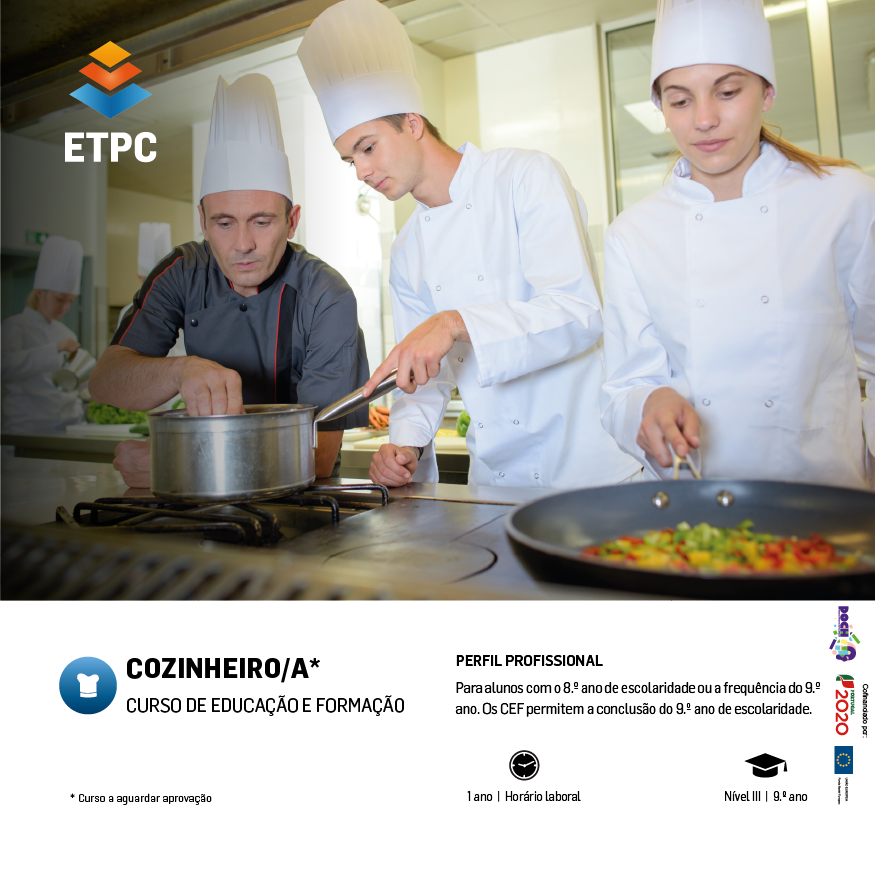 ETPC
COZINHEIRO/A*
CURSO DE EDUCAÇÃO E FORMAÇÃO
* Curso a aguardar aprovação
PERFIL PROFISSIONAL
Para alunos com o 8.º ano de escolaridade ou a frequência do 9.º
ano. Os CEF permitem a conclusão do 9.º ano de escolaridade.
1 ano | Horário laboral
Nível III | 9.º ano
Cofinanciado por:
POCH
PORTUGAL
2020